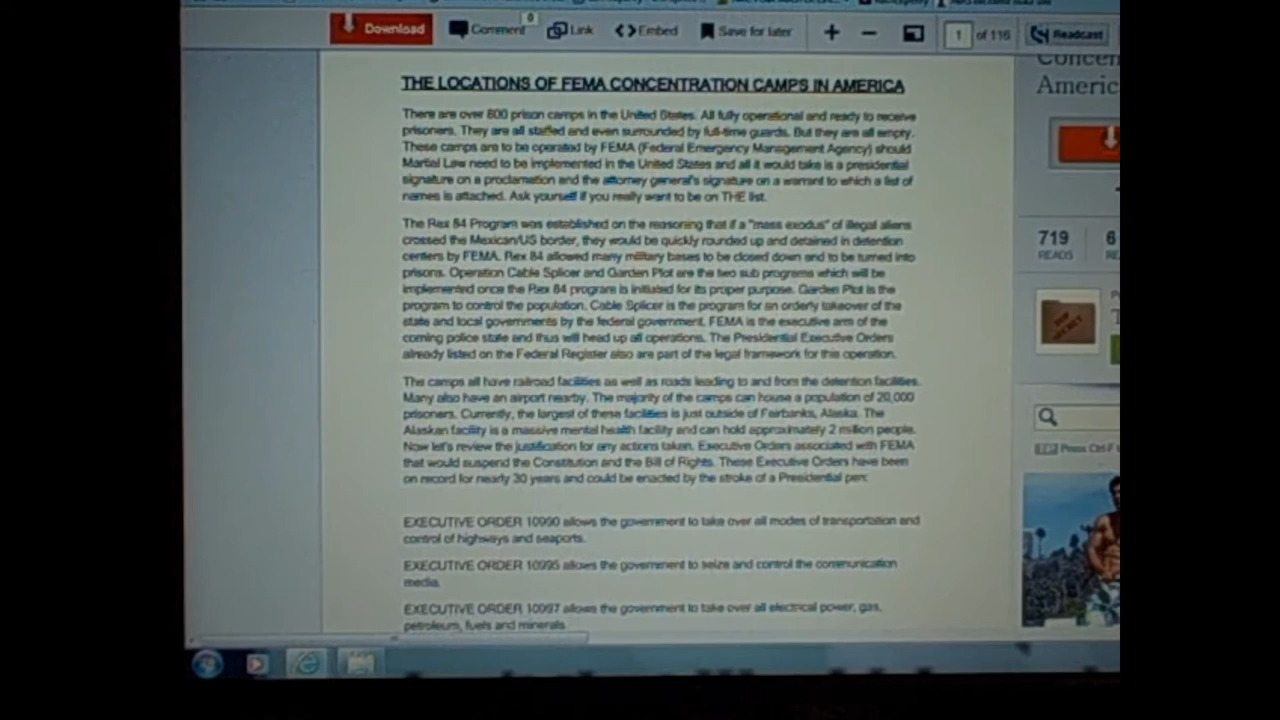 0
Download
Comment
Link
Embed
Save for later
1 of 116
Readcast
Americ
THE LOCATIONS OF FEMA CONCENTRATION CAMPS IN AMERICA
There are over 800 prison camps in the United States. All fully operational and ready to receive
prisoners. They are all staffed and even surrounded by full-time guards. But they are all empty.
These camps are to be operated by FEMA (Federal Emergency Management Agency) should
Martial Law need to be implemented in the United States and all it would take is a presidential
signature on a proclamation and the attorney general's signature on a warrant to which a list of
names is attached. Ask yourself if you really want to be on THE list.
The Rex 84 Program was established on the reasoning that if a "mass exodus" of illegal aliens
crossed the Mexican/US border, they would be quickly rounded up and detained in detention
centers by FEMA. Rex 84 allowed many military bases to be closed down and to be turned into
prisons. Operation Cable Splicer and Garden Plot are the two sub programs which will be
implemented once the Rex 84 program is initiated for its proper purpose. Garden Plot is the
program to control the population. Cable Splicer is the program for an orderly takeover of the
state and local governments by the federal government. FEMA is the executive arm of the
coming police state and thus will head up all operations. The Presidential Executive Orders
already listed on the Federal Register also are part of the legal framework for this operation.
The camps all have railroad facilities as well as roads leading to and from the detention facilities.
Many also have an airport nearby. The majority of the camps can house a population of 20,000
prisoners. Currently, the largest of these facilities is just outside of Fairbanks, Alaska. The
Alaskan facility is a massive mental health facility and can hold approximately 2 million people.
Now let's review the justification for any actions taken. Executive Orders associated with FEMA
that would suspend the Constitution and the Bill of Rights. These Executive Orders have been
on record for nearly 30 years and could be enacted by the stroke of a Presidential pen:
EXECUTIVE ORDER 10990 allows the government to take over all modes of transportation and
control of highways and seaports.
EXECUTIVE ORDER 10995 allows the government to seize and control the communication
media.
EXECUTIVE ORDER 10997 allows the government to take over all electrical power, gas,
petroleum, fuels and minerals.
719
READS
6
RE
TOP
SECRET
Press Ctrl-F